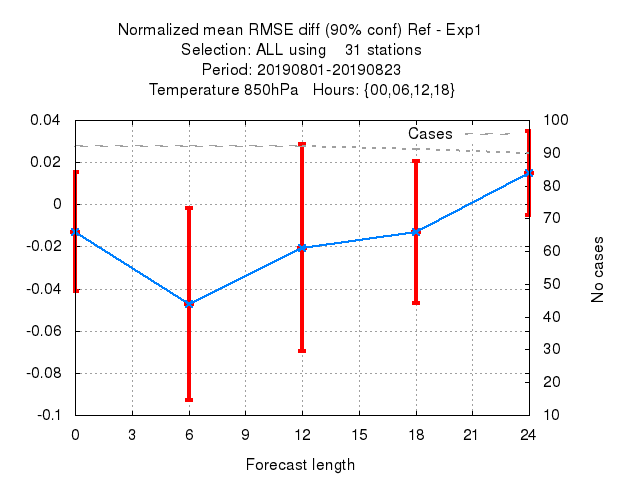 Normalized mean RMSE diff (90% conf) Ref - Exp1
Selection: ALL using 31 stations
Period: 20190801-20190823
Temperature 850hPa Hours: {00,06,12,18}
Cases
0.04
0.02
0
-0.02
-0.04
-0.06
-0.08
-0.1
100
90
80
70
60
50
40
30
20
10
No cases
0 3 6 9 12 15 18 21 24
Forecast length